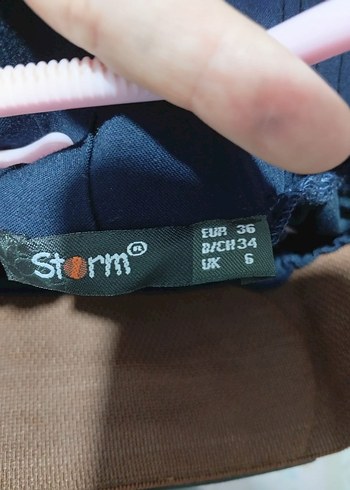 Storm
EUR 36
D/CH 34
UK 6